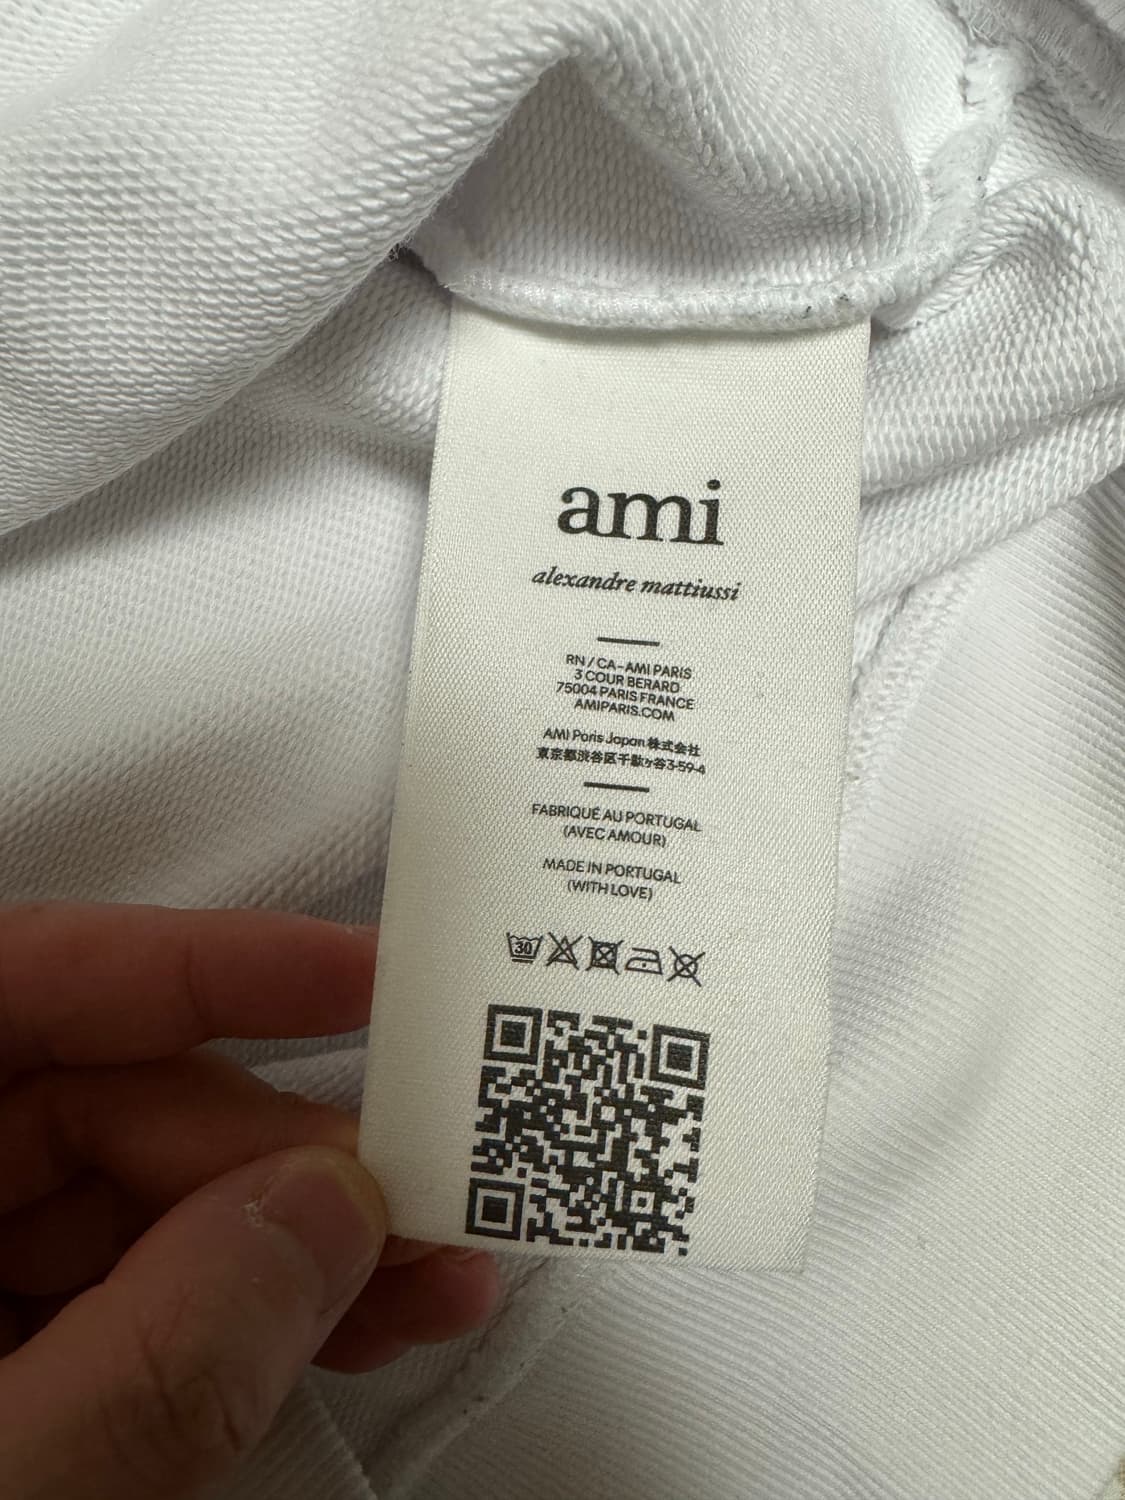 ami
alexandre mattiussi
RN / CA-AMI PARIS
3 COUR BERARD
75004 PARIS FRANCE
AMIPARIS.COM
AMI Paris Japan 株式会社
東京都渋谷区千駄ヶ谷3-59-4
FABRIQUÉ AU PORTUGAL
(AVEC AMOUR)
MADE IN PORTUGAL
(WITH LOVE)
30